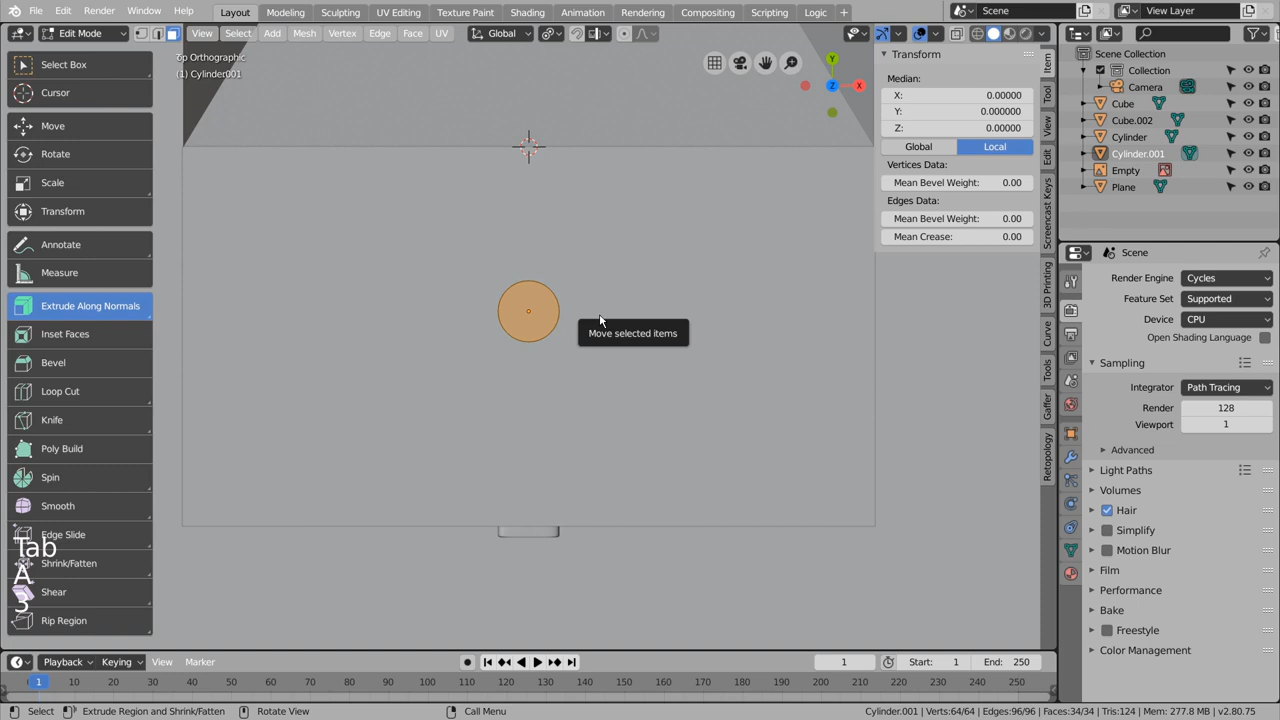 File Edit Render Window Help Layout Modeling Sculpting UV Editing Texture Paint Shading Animation Rendering Compositing Scripting Logic + Scene View Layer
Edit Mode View Select Add Mesh Vertex Edge Face UV Global
Top Orthographic
(1) Cylinder001
Select Box
Cursor
Move
Rotate
Scale
Transform
Annotate
Measure
Extrude Along Normals
Inset Faces
Bevel
Loop Cut
Knife
Poly Build
Spin
Smooth
Edge Slide
Shrink/Fatten
Shear
Rip Region
Tab
A
3
Y
Z
X
Move selected items
Transform
Median:
X: 0.00000
Y: 0.000000
Z: 0.00000
Global Local
Vertices Data:
Mean Bevel Weight: 0.00
Edges Data:
Mean Bevel Weight: 0.00
Mean Crease: 0.00
Item
Tool
View
Edit
Screencast Keys
3D Printing
Curve
Tools
Gaffer
Retopology
Scene Collection
Collection
Camera
Cube
Cube.002
Cylinder
Cylinder.001
Empty
Plane
Scene
Render Engine Cycles
Feature Set Supported
Device CPU
Open Shading Language
Sampling
Integrator Path Tracing
Render 128
Viewport 1
Advanced
Light Paths
Volumes
Hair
Simplify
Motion Blur
Film
Performance
Bake
Freestyle
Color Management
Playback Keying View Marker 1 Start: 1 End: 250
1 10 20 30 40 50 60 70 80 90 100 110 120 130 140 150 160 170 180 190 200 210 220 230 240 250
Select Extrude Region and Shrink/Fatten Rotate View Call Menu Cylinder.001 | Verts:64/64 | Edges:96/96 | Faces:34/34 | Tris:124 | Mem: 277.8 MB | v2.80.75